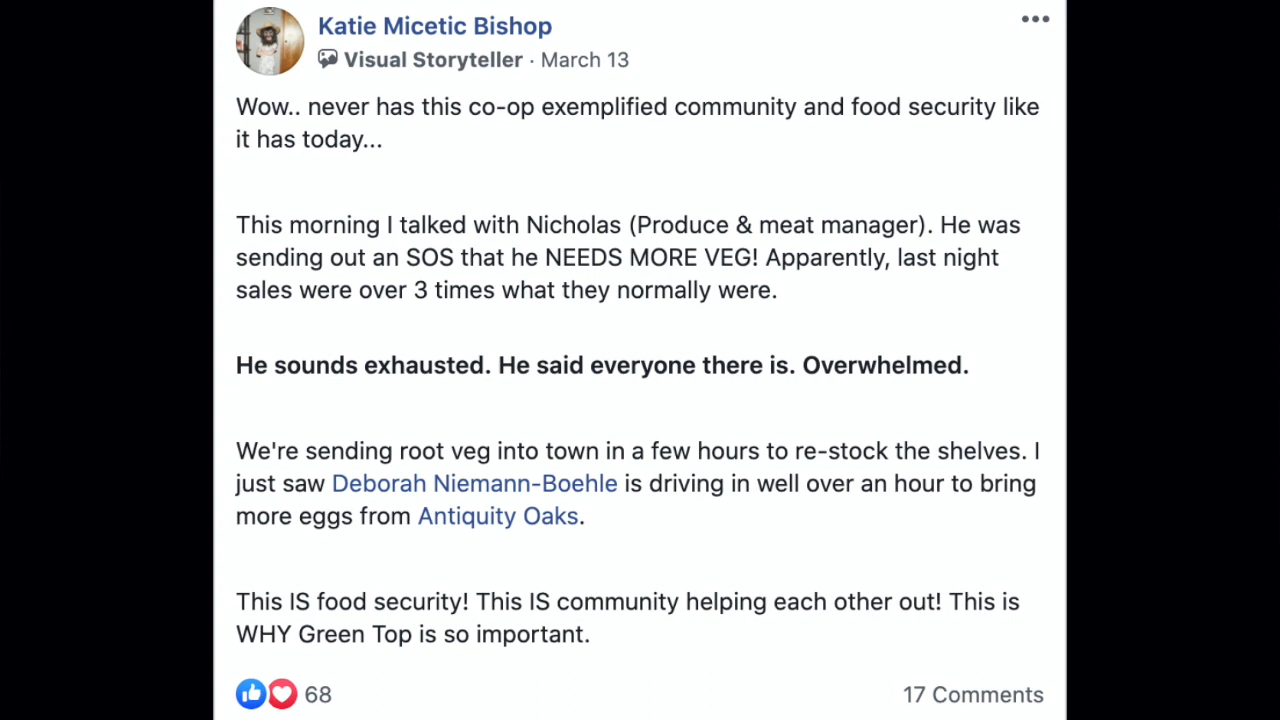 Katie Micetic Bishop
Visual Storyteller · March 13
Wow.. never has this co-op exemplified community and food security like
it has today...
This morning I talked with Nicholas (Produce & meat manager). He was
sending out an SOS that he NEEDS MORE VEG! Apparently, last night
sales were over 3 times what they normally were.
He sounds exhausted. He said everyone there is. Overwhelmed.
We're sending root veg into town in a few hours to re-stock the shelves. I
just saw Deborah Niemann-Boehle is driving in well over an hour to bring
more eggs from Antiquity Oaks.
This IS food security! This IS community helping each other out! This is
WHY Green Top is so important.
68
17 Comments